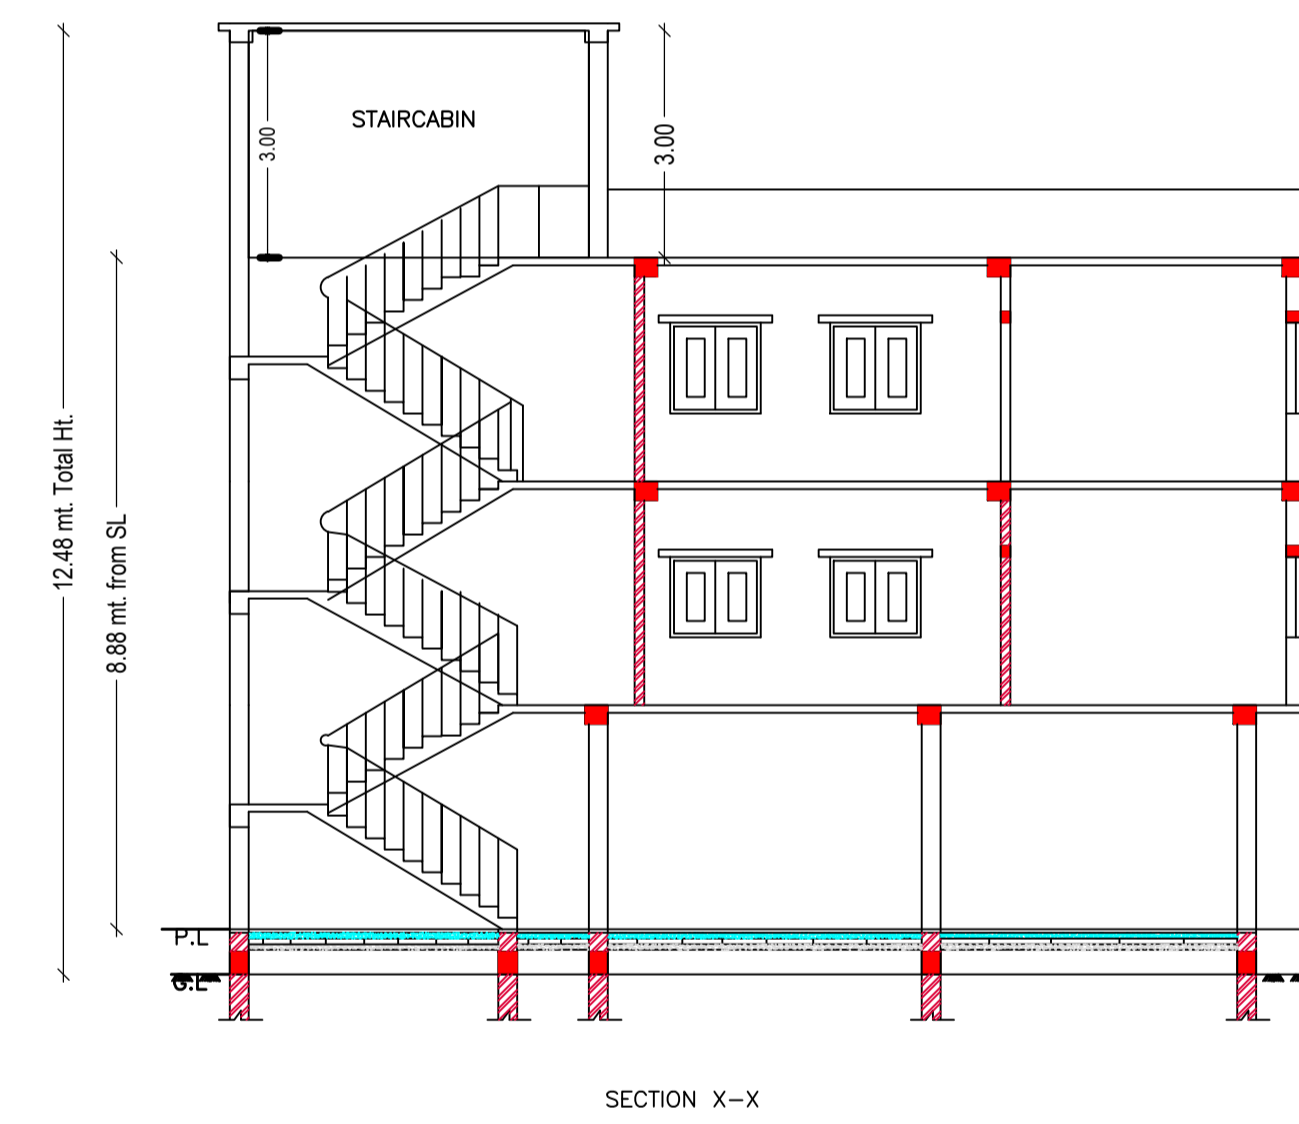 STAIRCABIN
3.00
3.00
12.48 mt. Total Ht.
8.88 mt. from SL
P.L
G.L
SECTION X-X